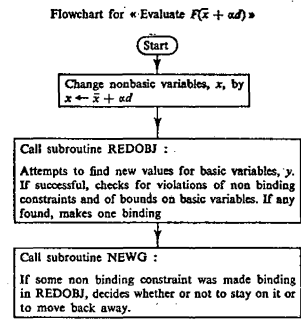 Flowchart for « Evaluate F(x̄ + αd) »
Start
Change nonbasic variables, x, by
x ← x̄ + αd
Call subroutine REDOBJ :
Attempts to find new values for basic variables, y.
If successful, checks for violations of non binding
constraints and of bounds on basic variables. If any
found, makes one binding
Call subroutine NEWG :
If some non binding constraint was made binding
in REDOBJ, decides whether or not to stay on it or
to move back away.